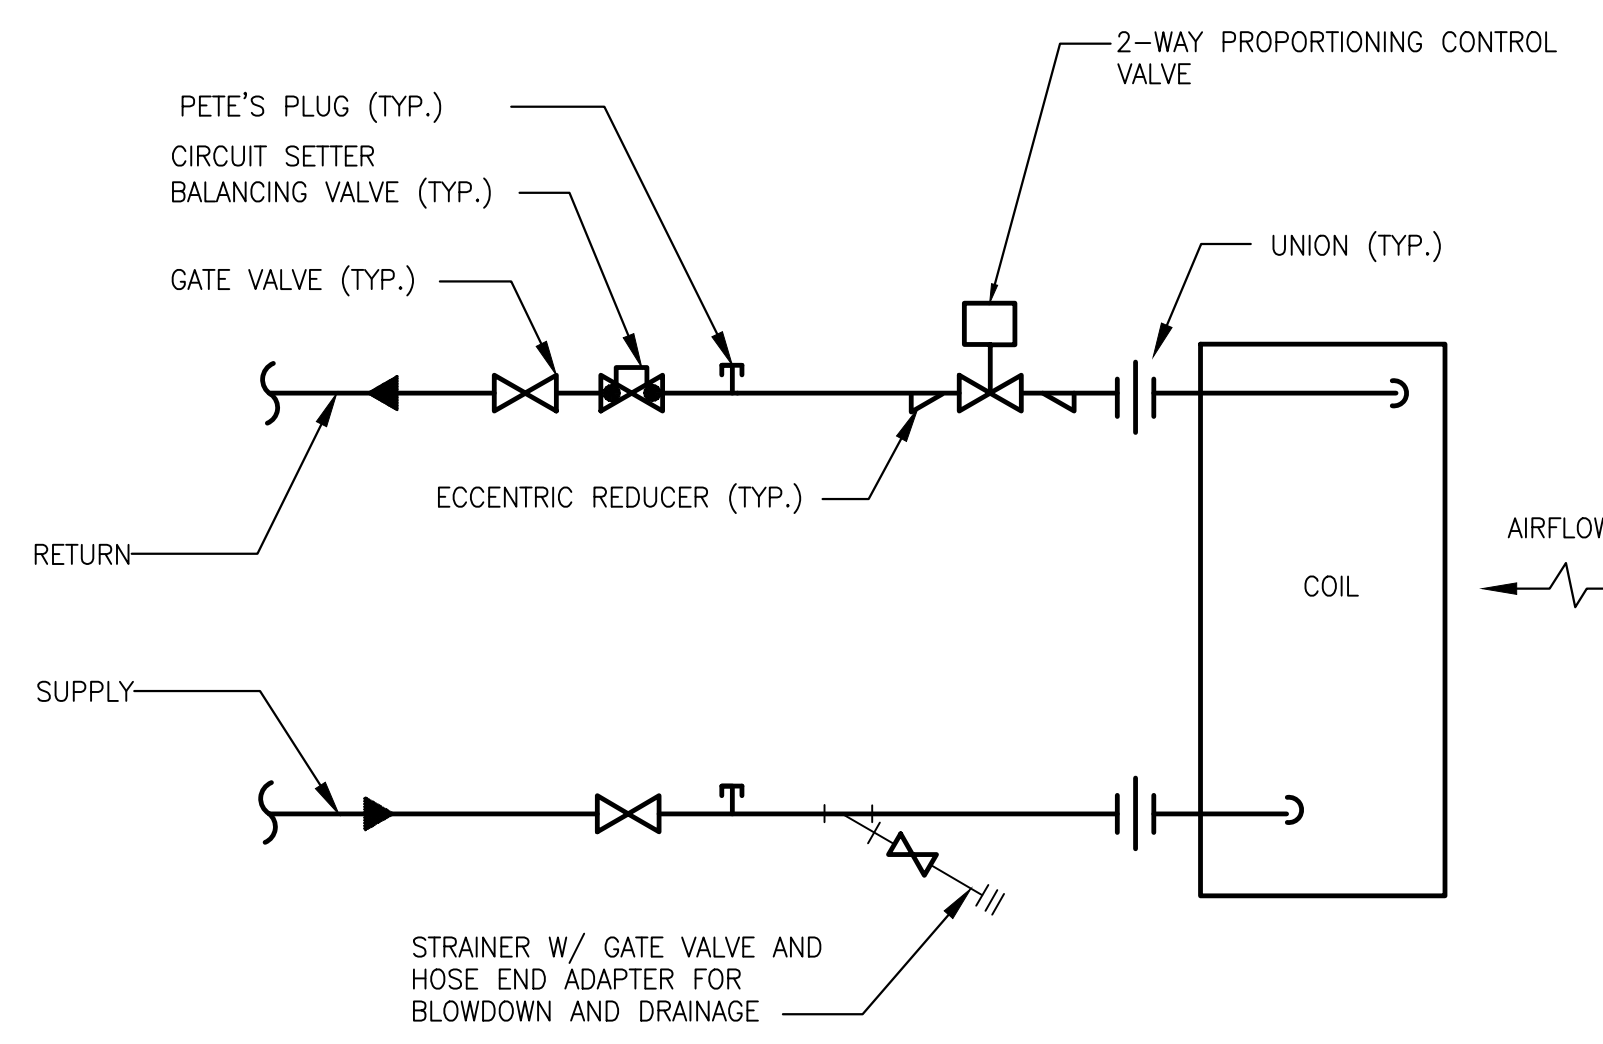 2-WAY PROPORTIONING CONTROL
VALVE
PETE'S PLUG (TYP.)
CIRCUIT SETTER
BALANCING VALVE (TYP.)
UNION (TYP.)
GATE VALVE (TYP.)
ECCENTRIC REDUCER (TYP.)
AIRFLOW
RETURN
COIL
SUPPLY
STRAINER W/ GATE VALVE AND
HOSE END ADAPTER FOR
BLOWDOWN AND DRAINAGE